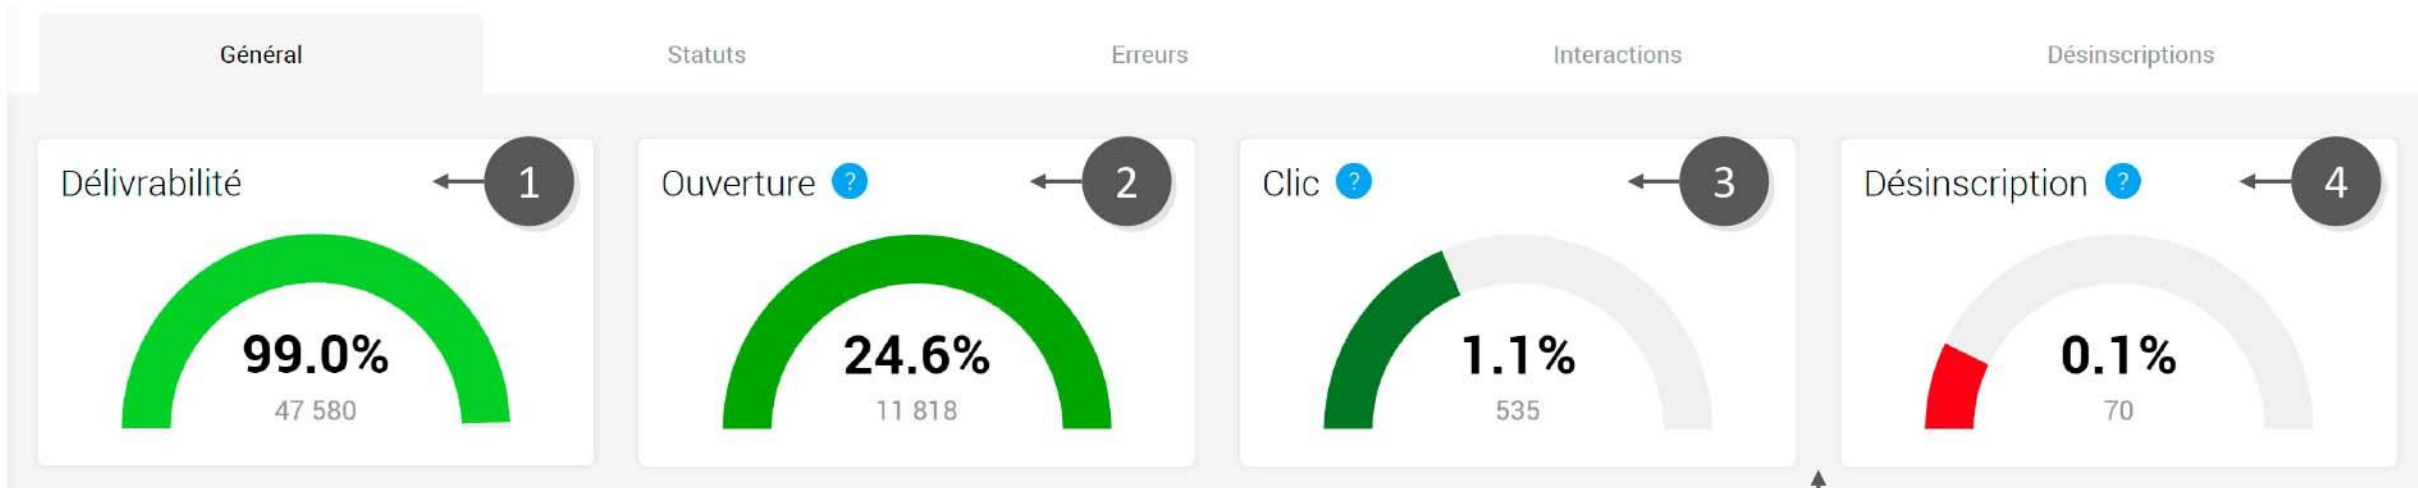 Général
Statuts
Erreurs
Interactions
Désinscriptions
Délivrabilité
1
99.0%
47 580
Ouverture ?
2
24.6%
11 818
Clic ?
3
1.1%
535
Désinscription ?
4
0.1%
70